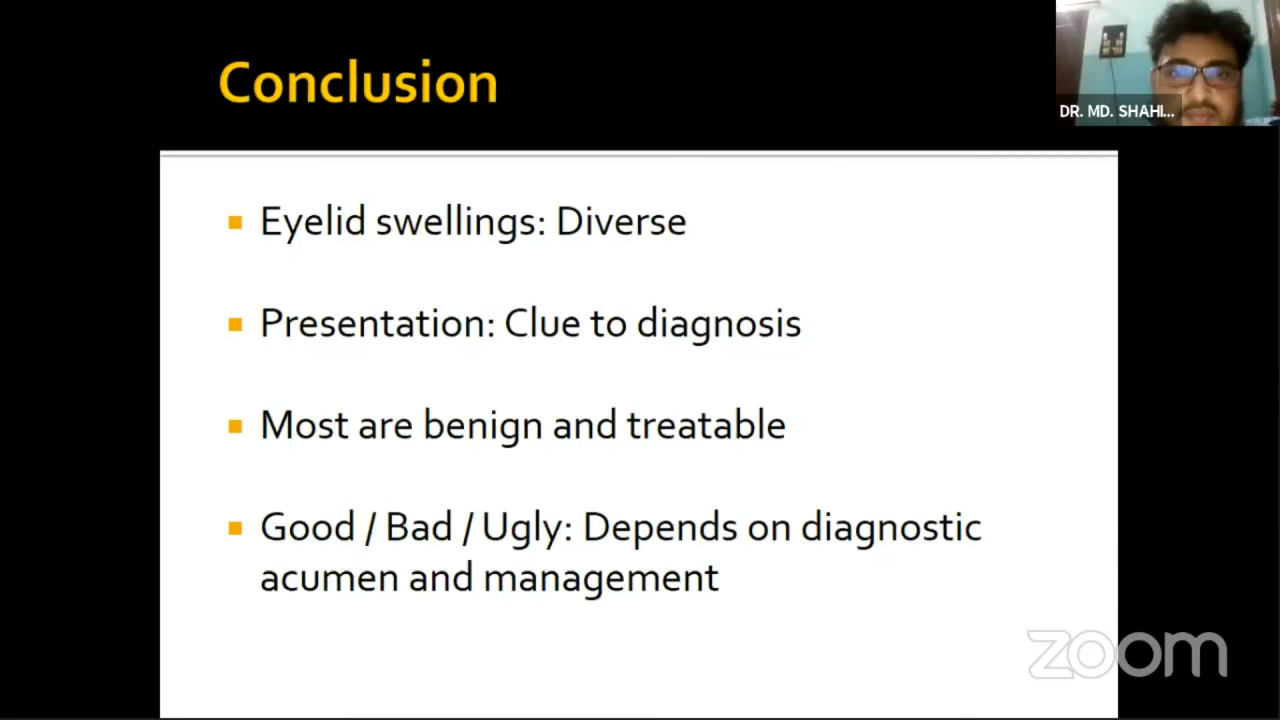 Conclusion
DR. MD. SHAHI...
Eyelid swellings: Diverse
Presentation: Clue to diagnosis
Most are benign and treatable
Good / Bad / Ugly: Depends on diagnostic
acumen and management
zoom